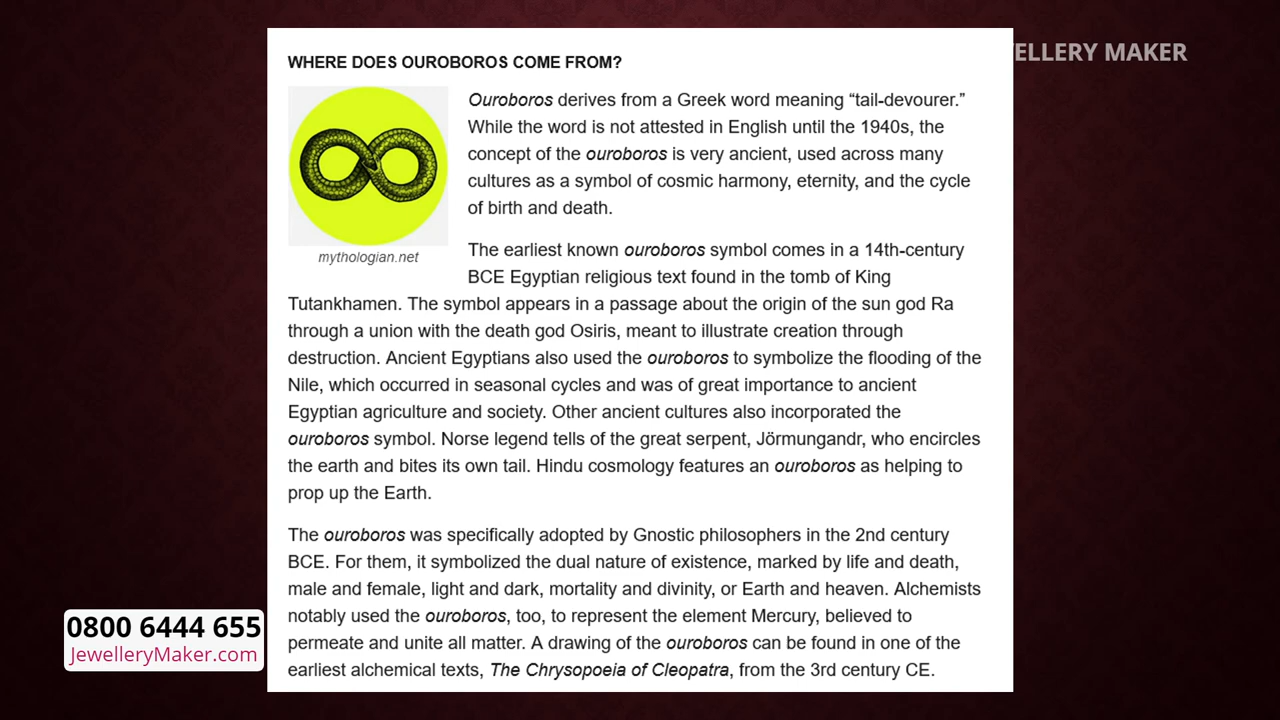 WHERE DOES OUROBOROS COME FROM?
ELLERY MAKER
Ouroboros derives from a Greek word meaning “tail-devourer.”
While the word is not attested in English until the 1940s, the
concept of the ouroboros is very ancient, used across many
cultures as a symbol of cosmic harmony, eternity, and the cycle
of birth and death.
mythologian.net
The earliest known ouroboros symbol comes in a 14th-century
BCE Egyptian religious text found in the tomb of King
Tutankhamen. The symbol appears in a passage about the origin of the sun god Ra
through a union with the death god Osiris, meant to illustrate creation through
destruction. Ancient Egyptians also used the ouroboros to symbolize the flooding of the
Nile, which occurred in seasonal cycles and was of great importance to ancient
Egyptian agriculture and society. Other ancient cultures also incorporated the
ouroboros symbol. Norse legend tells of the great serpent, Jörmungandr, who encircles
the earth and bites its own tail. Hindu cosmology features an ouroboros as helping to
prop up the Earth.
The ouroboros was specifically adopted by Gnostic philosophers in the 2nd century
BCE. For them, it symbolized the dual nature of existence, marked by life and death,
male and female, light and dark, mortality and divinity, or Earth and heaven. Alchemists
notably used the ouroboros, too, to represent the element Mercury, believed to
permeate and unite all matter. A drawing of the ouroboros can be found in one of the
earliest alchemical texts, The Chrysopoeia of Cleopatra, from the 3rd century CE.
0800 6444 655
JewelleryMaker.com